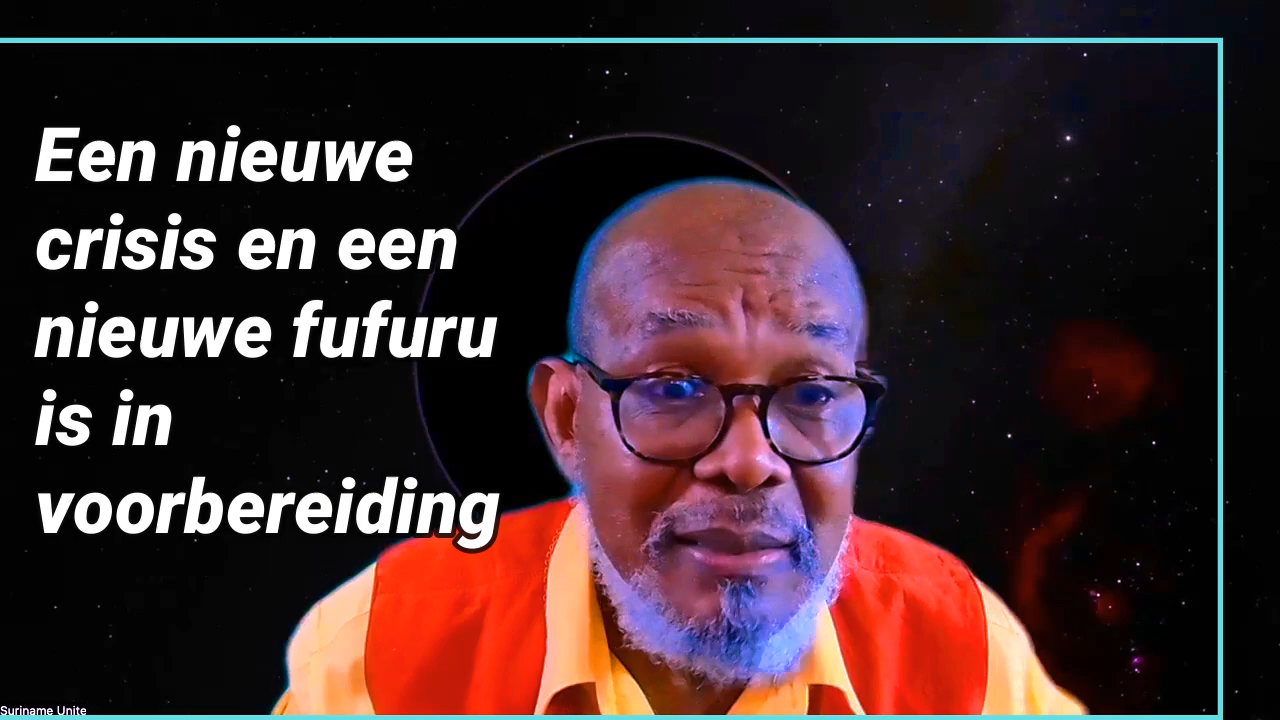 Een nieuwe
crisis en een
nieuwe fufuru
is in
voorbereiding
Suriname Unite